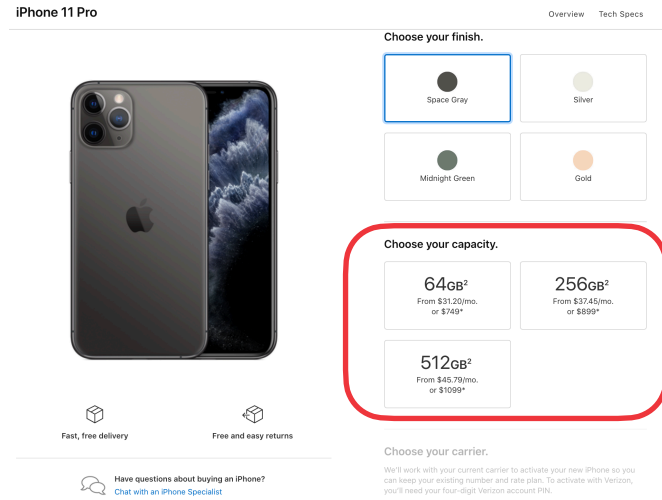 iPhone 11 Pro
Overview Tech Specs
Choose your finish.
Space Gray
Silver
Midnight Green
Gold
Choose your capacity.
64GB²
From $31.20/mo.
or $749*
256GB²
From $37.45/mo.
or $899*
512GB²
From $45.79/mo.
or $1099*
Fast, free delivery
Free and easy returns
Have questions about buying an iPhone?
Chat with an iPhone Specialist
Choose your carrier.
We'll work with your current carrier to activate your new iPhone so you
can keep your existing number and rate plan. To activate with Verizon,
you'll need your four-digit Verizon account PIN.